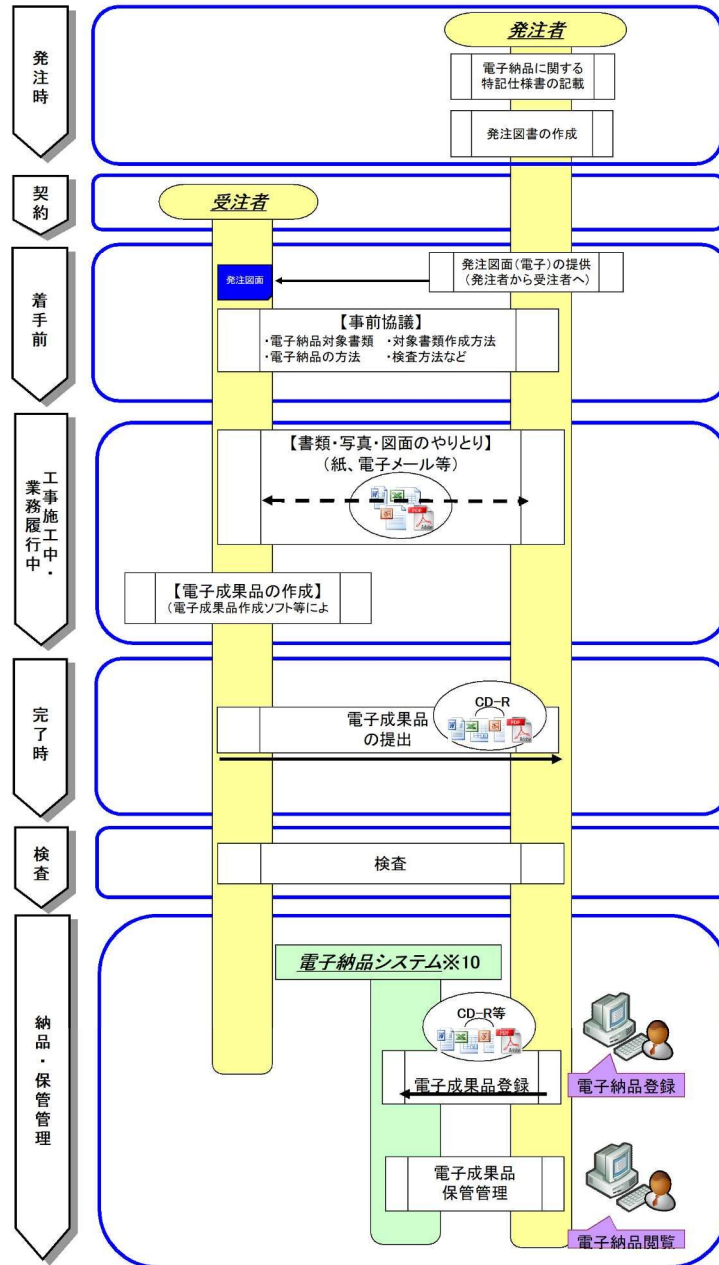 発注時
発注者
電子納品に関する
特記仕様書の記載
発注図書の作成
契約
受注者
着手前
発注図面
発注図面(電子)の提供
(発注者から受注者へ)
【事前協議】
・電子納品対象書類 ・対象書類作成方法
・電子納品の方法 ・検査方法など
工事施工中・
業務履行中
【書類・写真・図面のやりとり】
(紙、電子メール等)
PDF
Adobe
【電子成果品の作成】
(電子成果品作成ソフト等によ
完了時
CD-R
PDF
Adobe
電子成果品
の提出
検査
検査
納品・保管管理
電子納品システム※10
CD-R等
PDF
Adobe
電子成果品登録
電子納品登録
電子成果品
保管管理
電子納品閲覧